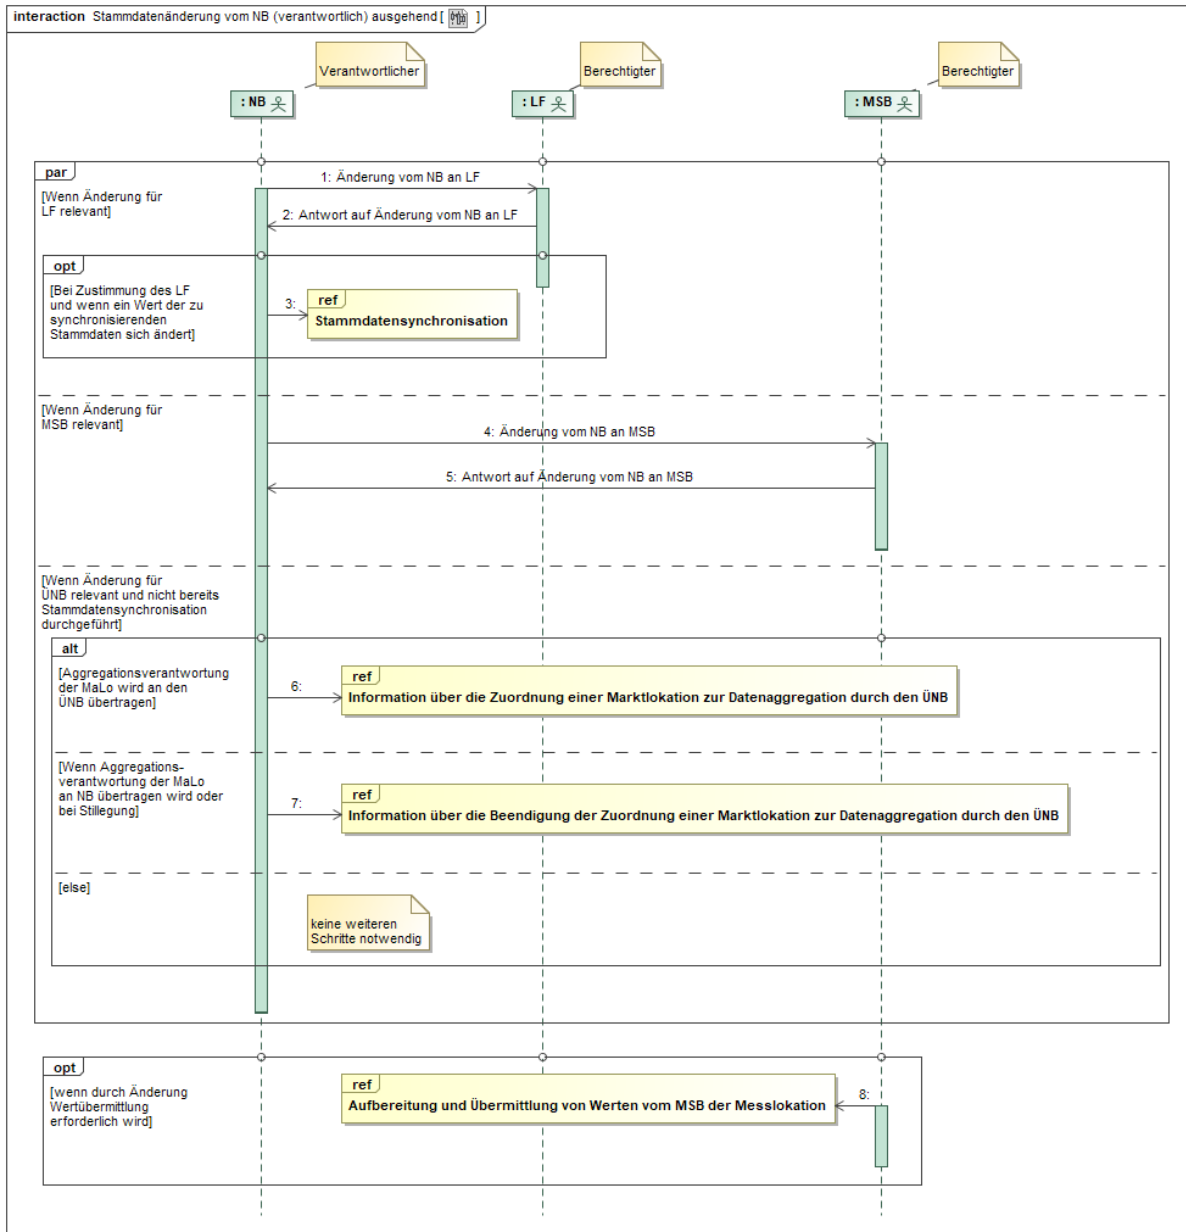 interaction Stammdatenänderung vom NB (verantwortlich) ausgehend [ ]
Verantwortlicher
Berechtigter
Berechtigter
: NB
: LF
: MSB
par
[Wenn Änderung für
LF relevant]
1: Änderung vom NB an LF
2: Antwort auf Änderung vom NB an LF
opt
[Bei Zustimmung des LF
und wenn ein Wert der zu
synchronisierenden
Stammdaten sich ändert]
3:
ref
Stammdatensynchronisation
[Wenn Änderung für
MSB relevant]
4: Änderung vom NB an MSB
5: Antwort auf Änderung vom NB an MSB
[Wenn Änderung für
ÜNB relevant und nicht bereits
Stammdatensynchronisation
durchgeführt]
alt
[Aggregationsverantwortung
der MaLo wird an den
ÜNB übertragen]
6:
ref
Information über die Zuordnung einer Marktlokation zur Datenaggregation durch den ÜNB
[Wenn Aggregations-
verantwortung der MaLo
an NB übertragen wird oder
bei Stillegung]
7:
ref
Information über die Beendigung der Zuordnung einer Marktlokation zur Datenaggregation durch den ÜNB
[else]
keine weiteren
Schritte notwendig
opt
[wenn durch Änderung
Wertübermittlung
erforderlich wird]
ref
Aufbereitung und Übermittlung von Werten vom MSB der Messlokation
8: